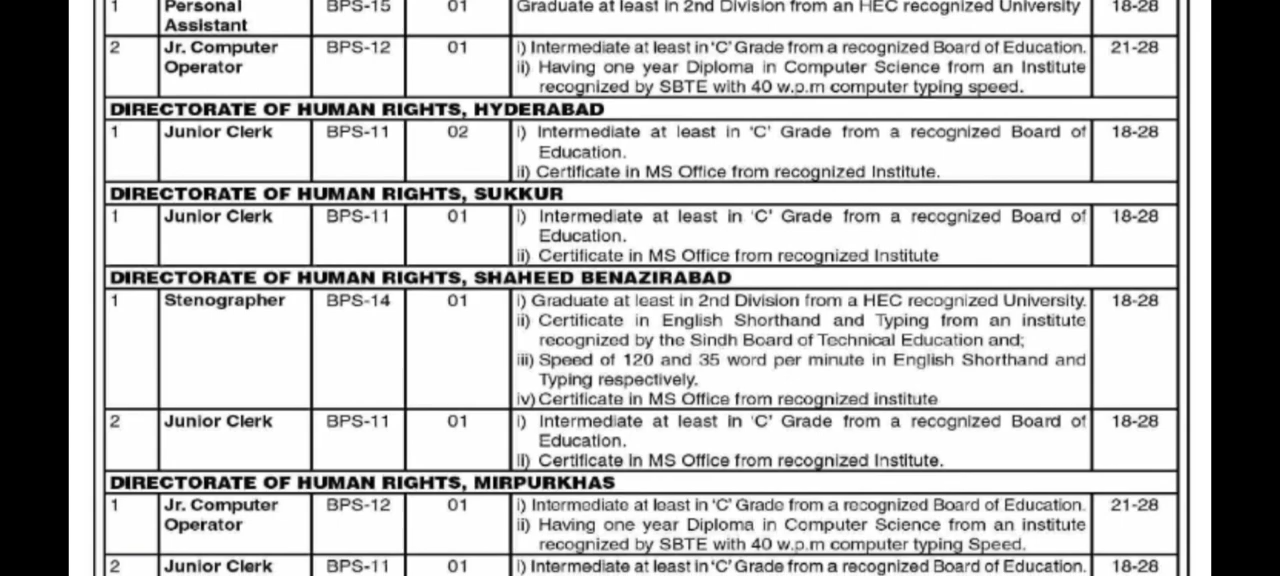 1 Personal Assistant BPS-15 01 Graduate at least in 2nd Division from an HEC recognized University 18-28
2 Jr. Computer Operator BPS-12 01 i) Intermediate at least in 'C' Grade from a recognized Board of Education. 21-28
ii) Having one year Diploma in Computer Science from an Institute
recognized by SBTE with 40 w.p.m computer typing speed.
DIRECTORATE OF HUMAN RIGHTS, HYDERABAD
1 Junior Clerk BPS-11 02 i) Intermediate at least in 'C' Grade from a recognized Board of 18-28
Education.
ii) Certificate in MS Office from recognized Institute.
DIRECTORATE OF HUMAN RIGHTS, SUKKUR
1 Junior Clerk BPS-11 01 i) Intermediate at least in 'C' Grade from a recognized Board of 18-28
Education.
ii) Certificate in MS Office from recognized Institute
DIRECTORATE OF HUMAN RIGHTS, SHAHEED BENAZIRABAD
1 Stenographer BPS-14 01 i) Graduate at least in 2nd Division from a HEC recognized University. 18-28
ii) Certificate in English Shorthand and Typing from an institute
recognized by the Sindh Board of Technical Education and;
iii) Speed of 120 and 35 word per minute in English Shorthand and
Typing respectively.
iv) Certificate in MS Office from recognized institute
2 Junior Clerk BPS-11 01 i) Intermediate at least in 'C' Grade from a recognized Board of 18-28
Education.
ii) Certificate in MS Office from recognized Institute.
DIRECTORATE OF HUMAN RIGHTS, MIRPURKHAS
1 Jr. Computer Operator BPS-12 01 i) Intermediate at least in 'C' Grade from a recognized Board of Education. 21-28
ii) Having one year Diploma in Computer Science from an institute
recognized by SBTE with 40 w.p.m computer typing Speed.
2 Junior Clerk BPS-11 01 i) Intermediate at least in 'C' Grade from a recognized Board of Education. 18-28